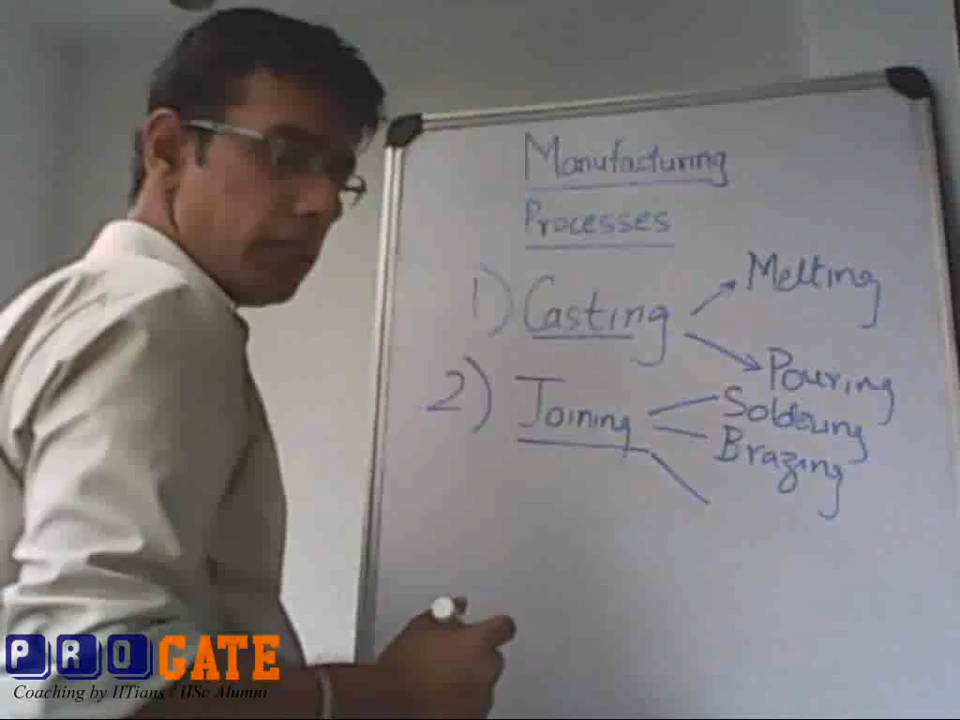 Manufacturing
Processes
1) Casting
Melting
Pouring
2) Joining
Soldering
Brazing
PROGATE
Coaching by IITians / IISc Alumni